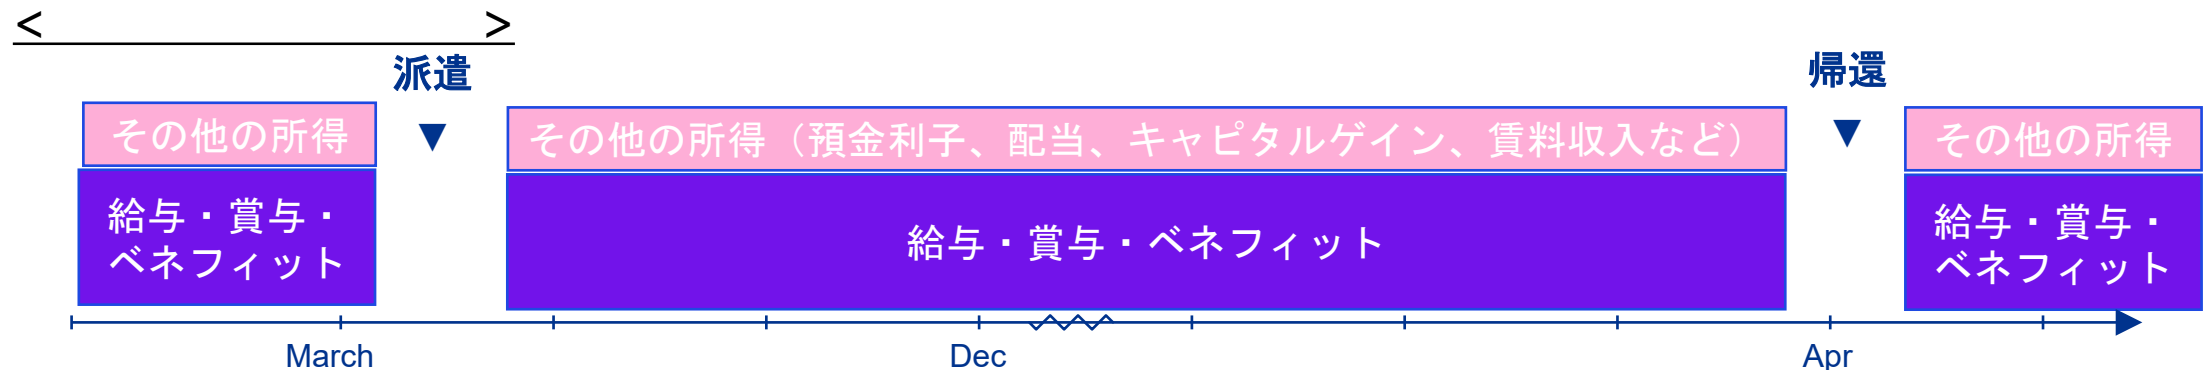 < >
派遣
帰還
その他の所得
その他の所得（預金利子、配当、キャピタルゲイン、賃料収入など）
その他の所得
給与・賞与・
ベネフィット
給与・賞与・ベネフィット
給与・賞与・
ベネフィット
March
Dec
Apr